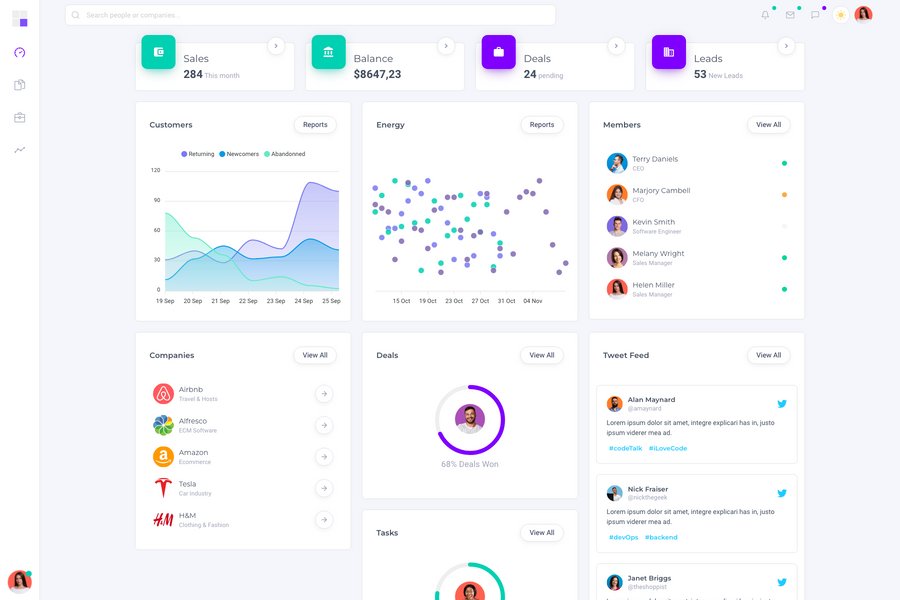 Search people or companies...
Sales
284 This month
Balance
$8647,23
Deals
24 pending
Leads
53 New Leads
Customers
Reports
Returning
Newcomers
Abandonned
120
90
60
30
0
19 Sep
20 Sep
21 Sep
22 Sep
23 Sep
24 Sep
25 Sep
Energy
Reports
15 Oct
19 Oct
23 Oct
27 Oct
31 Oct
04 Nov
Members
View All
Terry Daniels
CEO
Marjory Cambell
CFO
Kevin Smith
Software Engineer
Melany Wright
Sales Manager
Helen Miller
Sales Manager
Companies
View All
Airbnb
Travel & Hosts
Alfresco
ECM Software
Amazon
Ecommerce
Tesla
Car Industry
H&M
H&M
Clothing & Fashion
Deals
View All
68% Deals Won
Tasks
View All
Tweet Feed
View All
Alan Maynard
@amaynard
Lorem ipsum dolor sit amet, integre explicari has in, justo
ipsum viderer mea ad.
#codeTalk #iLoveCode
Nick Fraiser
@nickthegeek
Lorem ipsum dolor sit amet, integre explicari has in, justo
ipsum viderer mea ad.
#devOps #backend
Janet Briggs
@theshoppist